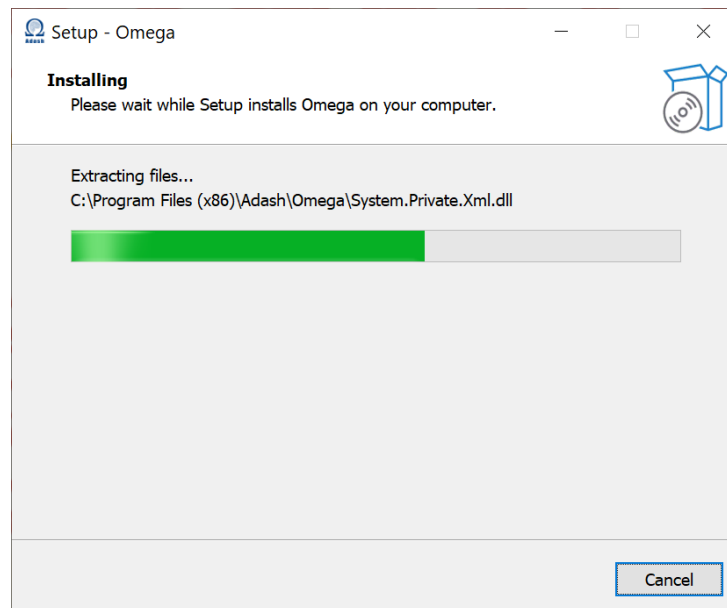 Adash
Setup - Omega
Installing
Please wait while Setup installs Omega on your computer.
Extracting files...
C:\Program Files (x86)\Adash\Omega\System.Private.Xml.dll
Cancel